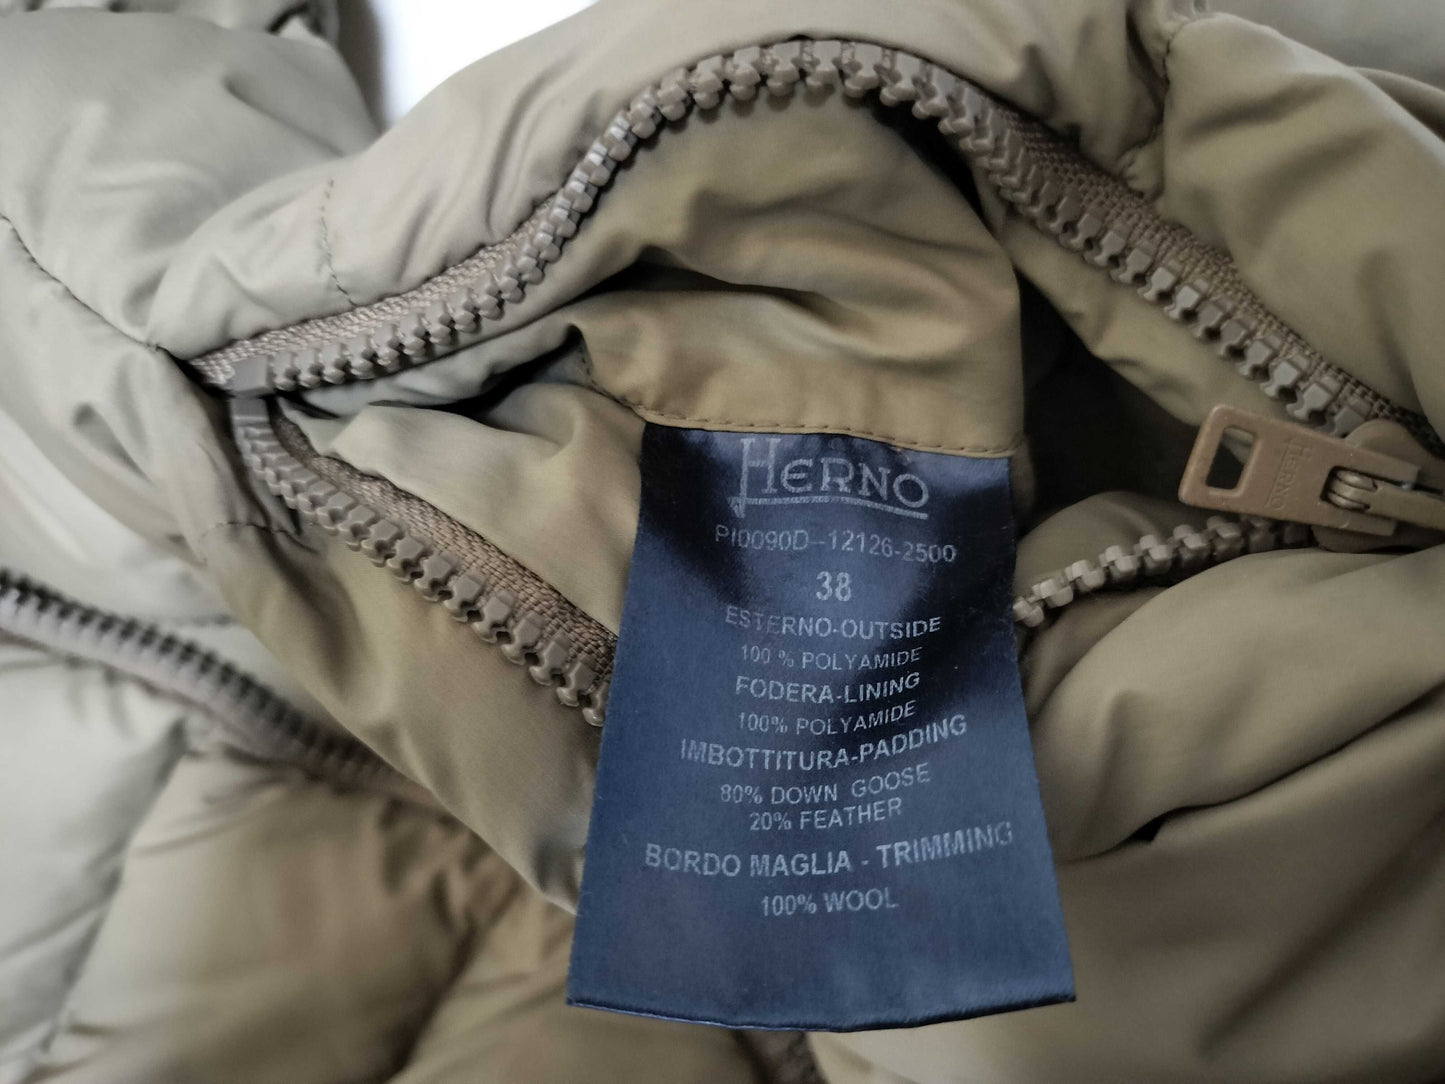 HERNO
PI0090D--12126-2500
38
ESTERNO-OUTSIDE
100 % POLYAMIDE
FODERA-LINING
100% POLYAMIDE
IMBOTTITURA-PADDING
80% DOWN GOOSE
20% FEATHER
BORDO MAGLIA - TRIMMING
100% WOOL
HERNO